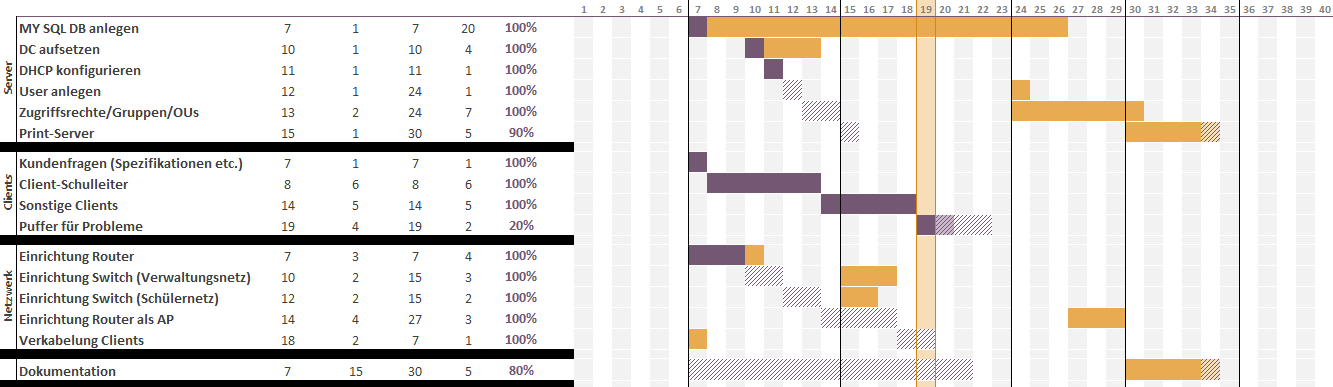 1 2 3 4 5 6 7 8 9 10 11 12 13 14 15 16 17 18 19 20 21 22 23 24 25 26 27 28 29 30 31 32 33 34 35 36 37 38 39 40
Server
MY SQL DB anlegen 7 1 7 20 100%
DC aufsetzen 10 1 10 4 100%
DHCP konfigurieren 11 1 11 1 100%
User anlegen 12 1 24 1 100%
Zugriffsrechte/Gruppen/OUs 13 2 24 7 100%
Print-Server 15 1 30 5 90%
Clients
Kundenfragen (Spezifikationen etc.) 7 1 7 1 100%
Client-Schulleiter 8 6 8 6 100%
Sonstige Clients 14 5 14 5 100%
Puffer für Probleme 19 4 19 2 20%
Netzwerk
Einrichtung Router 7 3 7 4 100%
Einrichtung Switch (Verwaltungsnetz) 10 2 15 3 100%
Einrichtung Switch (Schülernetz) 12 2 15 2 100%
Einrichtung Router als AP 14 4 27 3 100%
Verkabelung Clients 18 2 7 1 100%
Dokumentation 7 15 30 5 80%